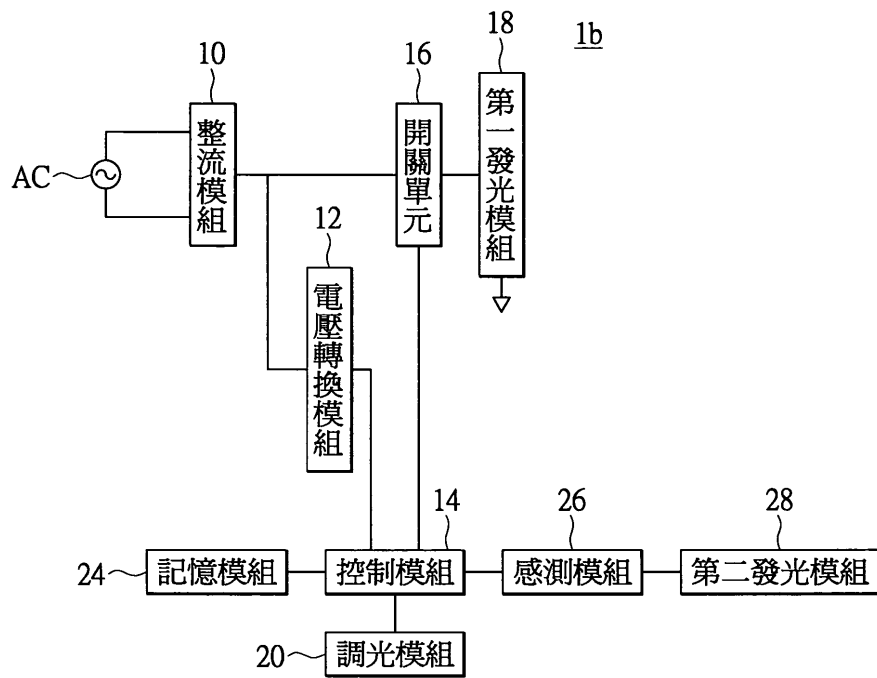 1b
18
第一發光模組
16
開關單元
10
整流模組
AC
12
電壓轉換模組
14
控制模組
26
感測模組
28
第二發光模組
24
記憶模組
20
調光模組